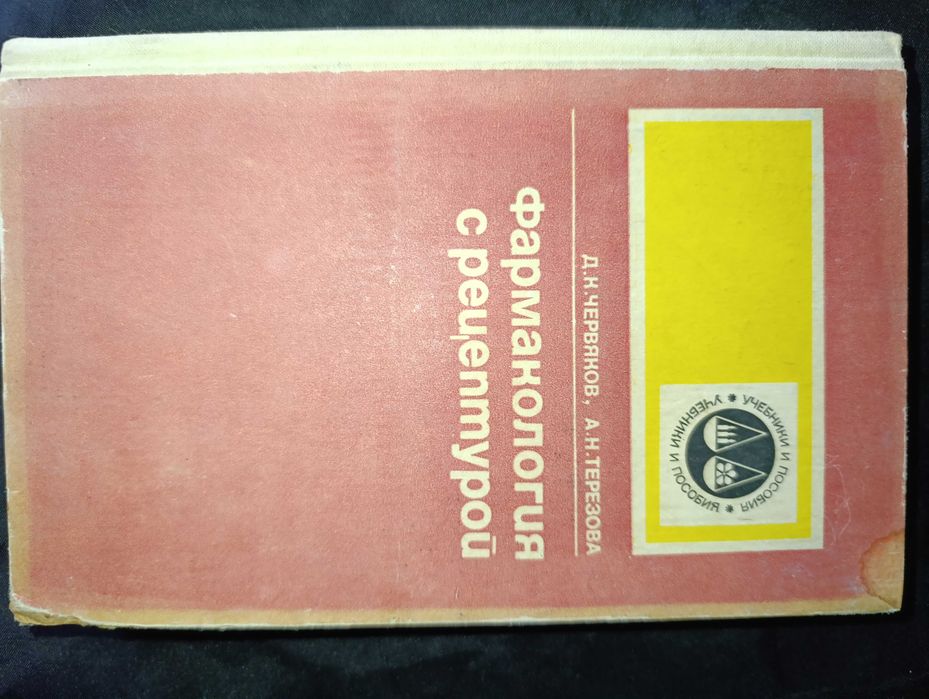 УЧЕБНИКИ И ПОСОБИЯ * УЧЕБНИКИ И ПОСОБИЯ *
Д.К.ЧЕРВЯКОВ, А.Н.ТЕРЕЗОВА
Фармакология
с рецептурой